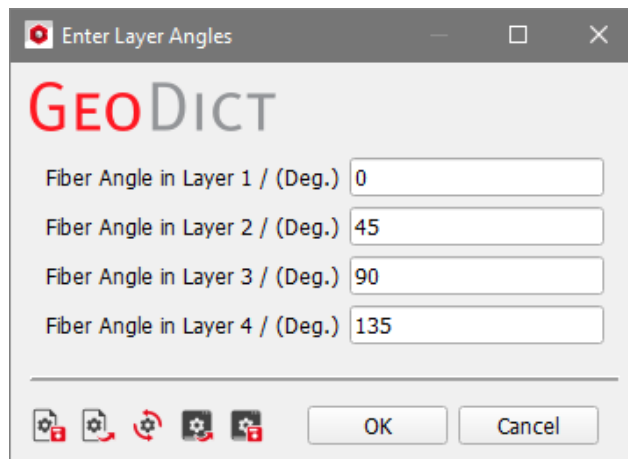 Enter Layer Angles
GEODICT
Fiber Angle in Layer 1 / (Deg.) 0
Fiber Angle in Layer 2 / (Deg.) 45
Fiber Angle in Layer 3 / (Deg.) 90
Fiber Angle in Layer 4 / (Deg.) 135
OK Cancel